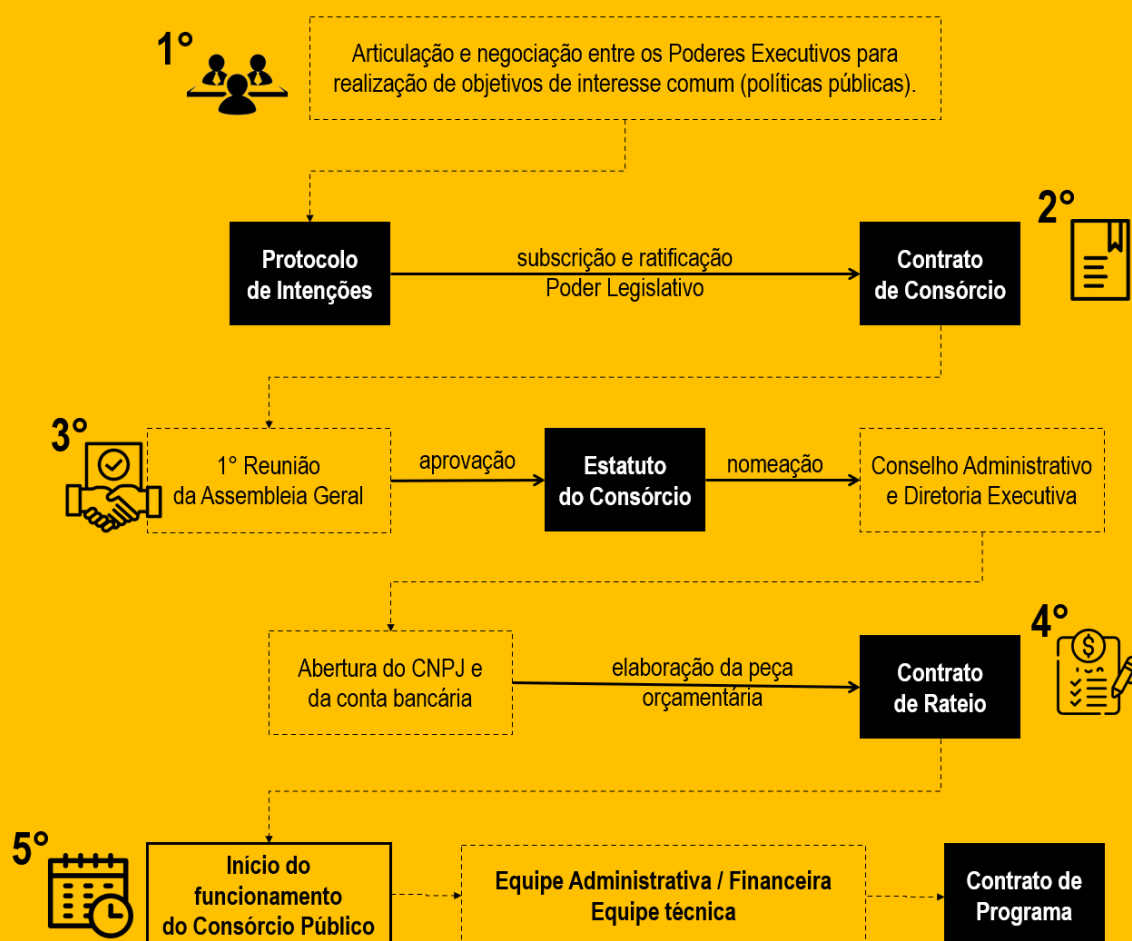 1°
Articulação e negociação entre os Poderes Executivos para
realização de objetivos de interesse comum (políticas públicas).
2°
Protocolo
de Intenções
subscrição e ratificação
Poder Legislativo
Contrato
de Consórcio
3°
1° Reunião
da Assembleia Geral
aprovação
Estatuto
do Consórcio
nomeação
Conselho Administrativo
e Diretoria Executiva
4°
Abertura do CNPJ e
da conta bancária
elaboração da peça
orçamentária
Contrato
de Rateio
$
5°
Início do
funcionamento
do Consórcio Público
Equipe Administrativa / Financeira
Equipe técnica
Contrato de
Programa